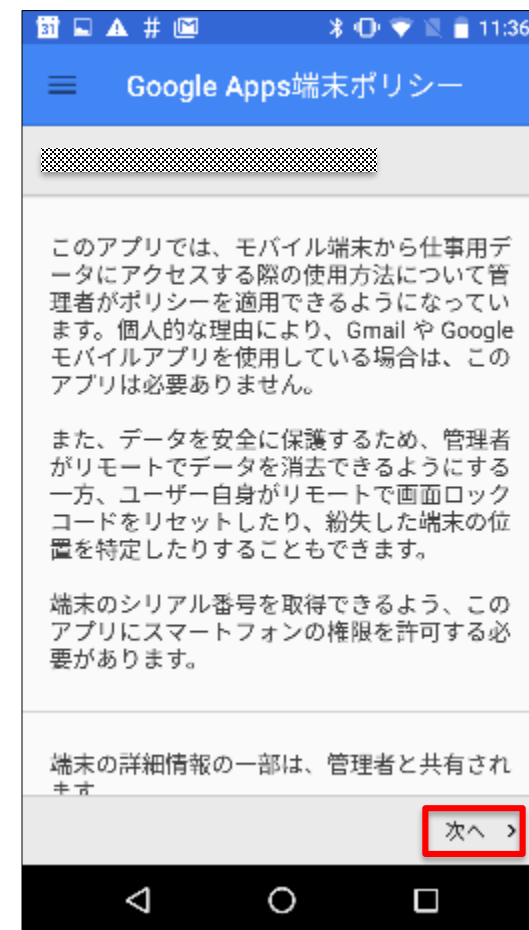 31 # M 11:36
Google Apps端末ポリシー
このアプリでは、モバイル端末から仕事用デ
ータにアクセスする際の使用方法について管
理者がポリシーを適用できるようになってい
ます。個人的な理由により、Gmail や Google
モバイルアプリを使用している場合は、この
アプリは必要ありません。
また、データを安全に保護するため、管理者
がリモートでデータを消去できるようにする
一方、ユーザー自身がリモートで画面ロック
コードをリセットしたり、紛失した端末の位
置を特定したりすることもできます。
端末のシリアル番号を取得できるよう、この
アプリにスマートフォンの権限を許可する必
要があります。
端末の詳細情報の一部は、管理者と共有され
ます
次へ